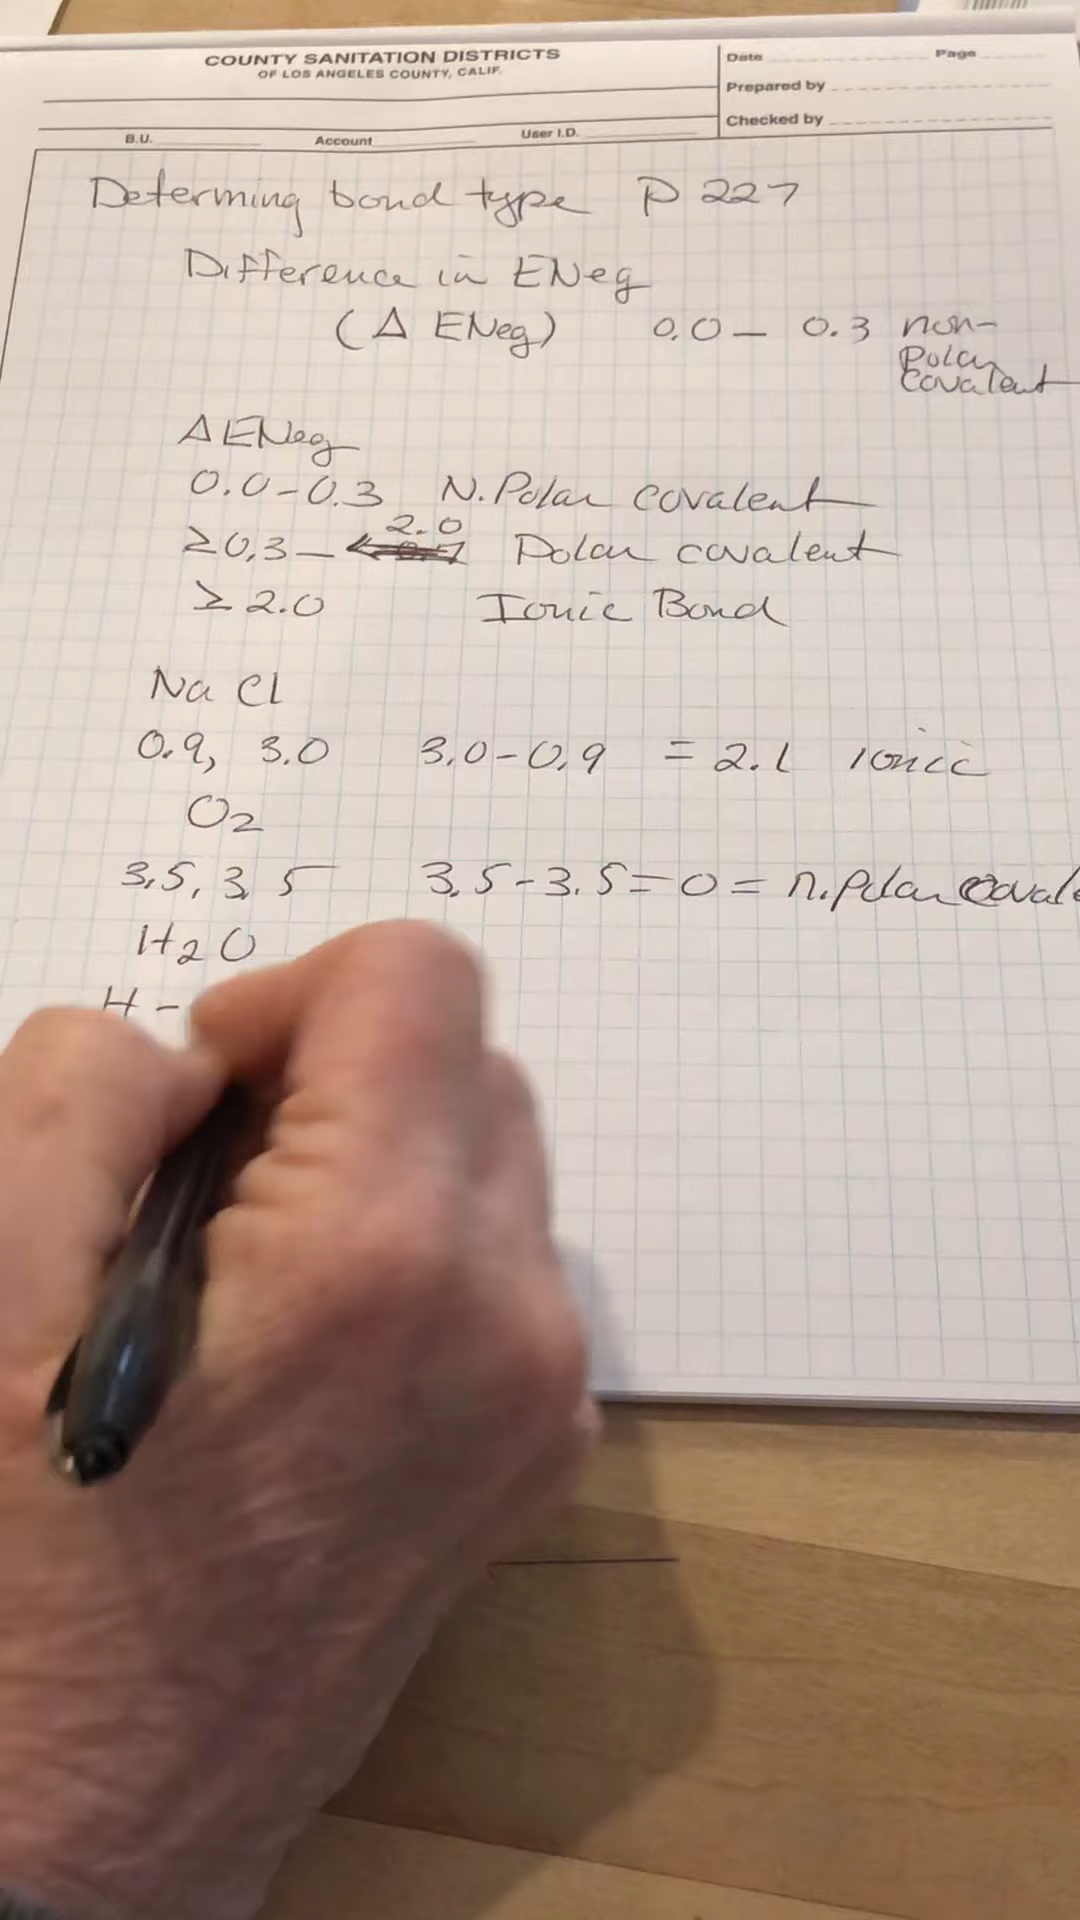 COUNTY SANITATION DISTRICTS
OF LOS ANGELES COUNTY, CALIF.
Date Page
Prepared by
Checked by
B.U. Account User I.D.
Determing bond type P 227
Difference in ENeg
(Δ ENeg) 0.0 - 0.3 non-
Polar
Covalent
Δ ENeg
0.0-0.3 N.Polar covalent
≥0.3 - < 2.0 Polar covalent
≥ 2.0 Ionic Bond
Na Cl
0.9, 3.0 3.0-0.9 = 2.1 ionic
O2
3.5, 3.5 3.5-3.5=0= n.polar covale
H2O
H -